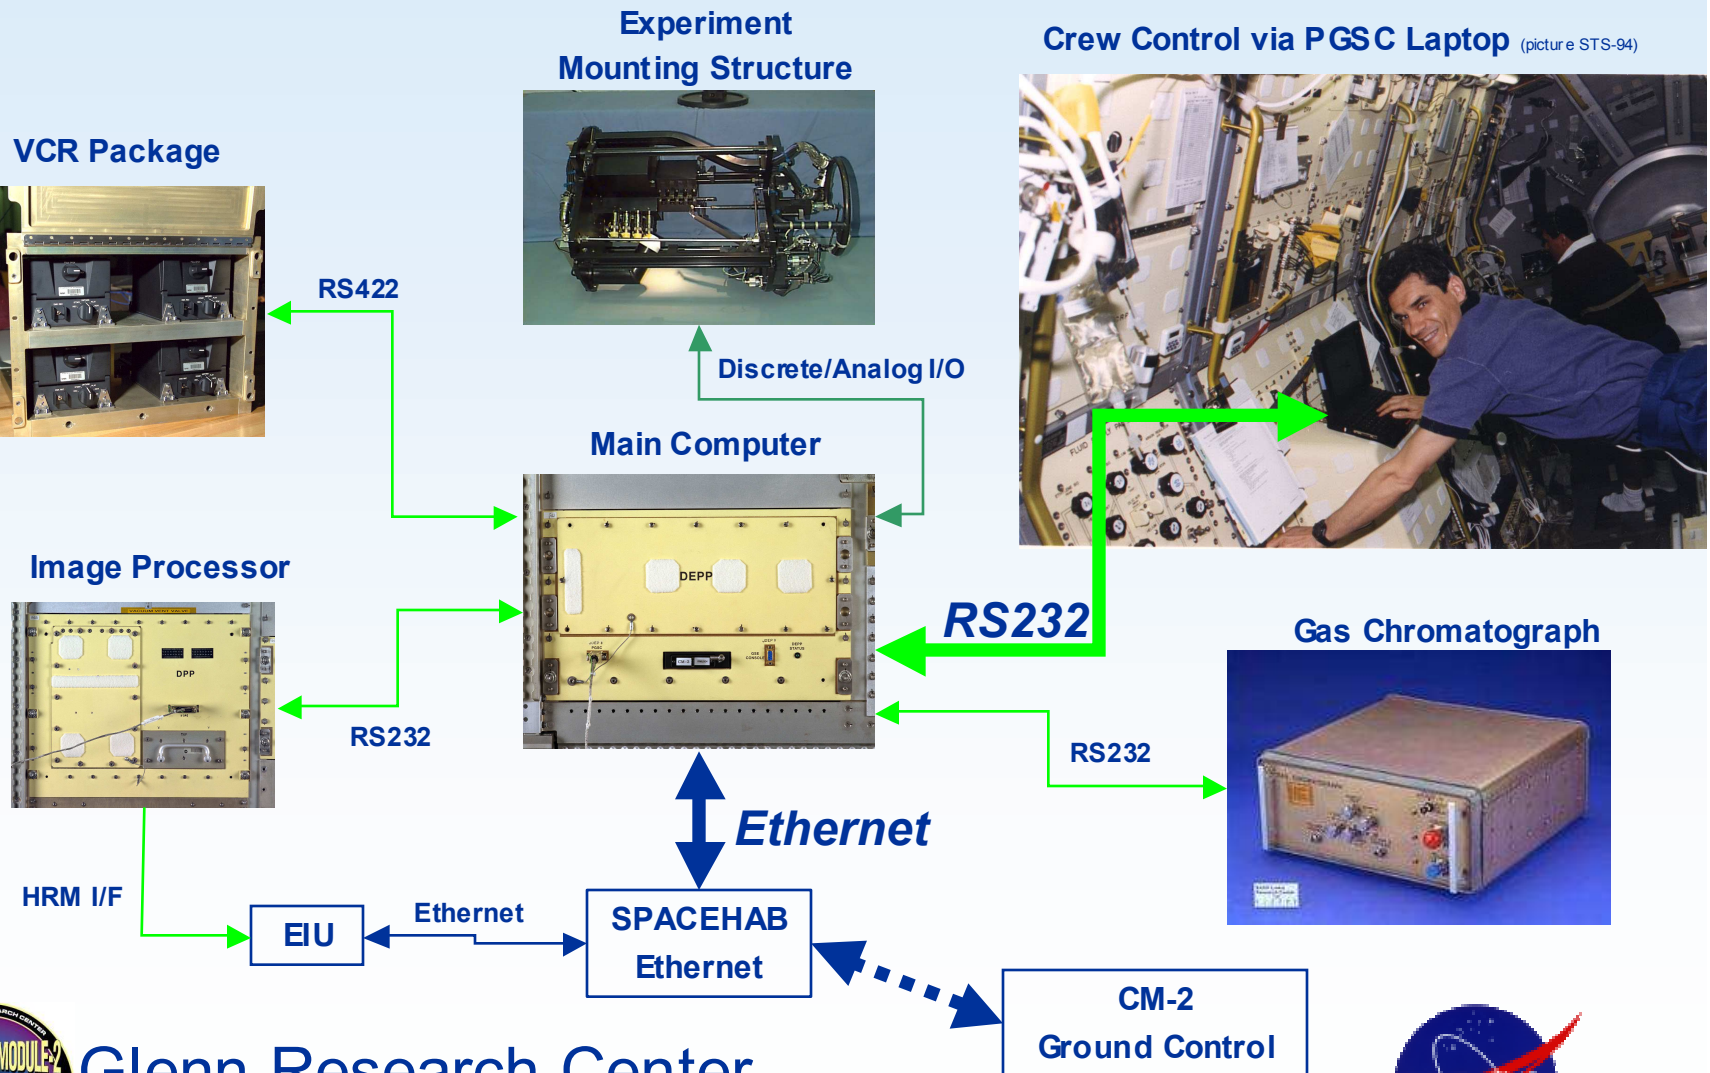 Experiment
Mounting Structure
Crew Control via PGSC Laptop (picture STS-94)
VCR Package
RS422
Discrete/Analog I/O
Main Computer
DEPP
Image Processor
DPP
RS232
RS232
Gas Chromatograph
RS232
Ethernet
HRM I/F
EIU
Ethernet
SPACEHAB
Ethernet
CM-2
Ground Control
MODULE-2
Glenn Research Center